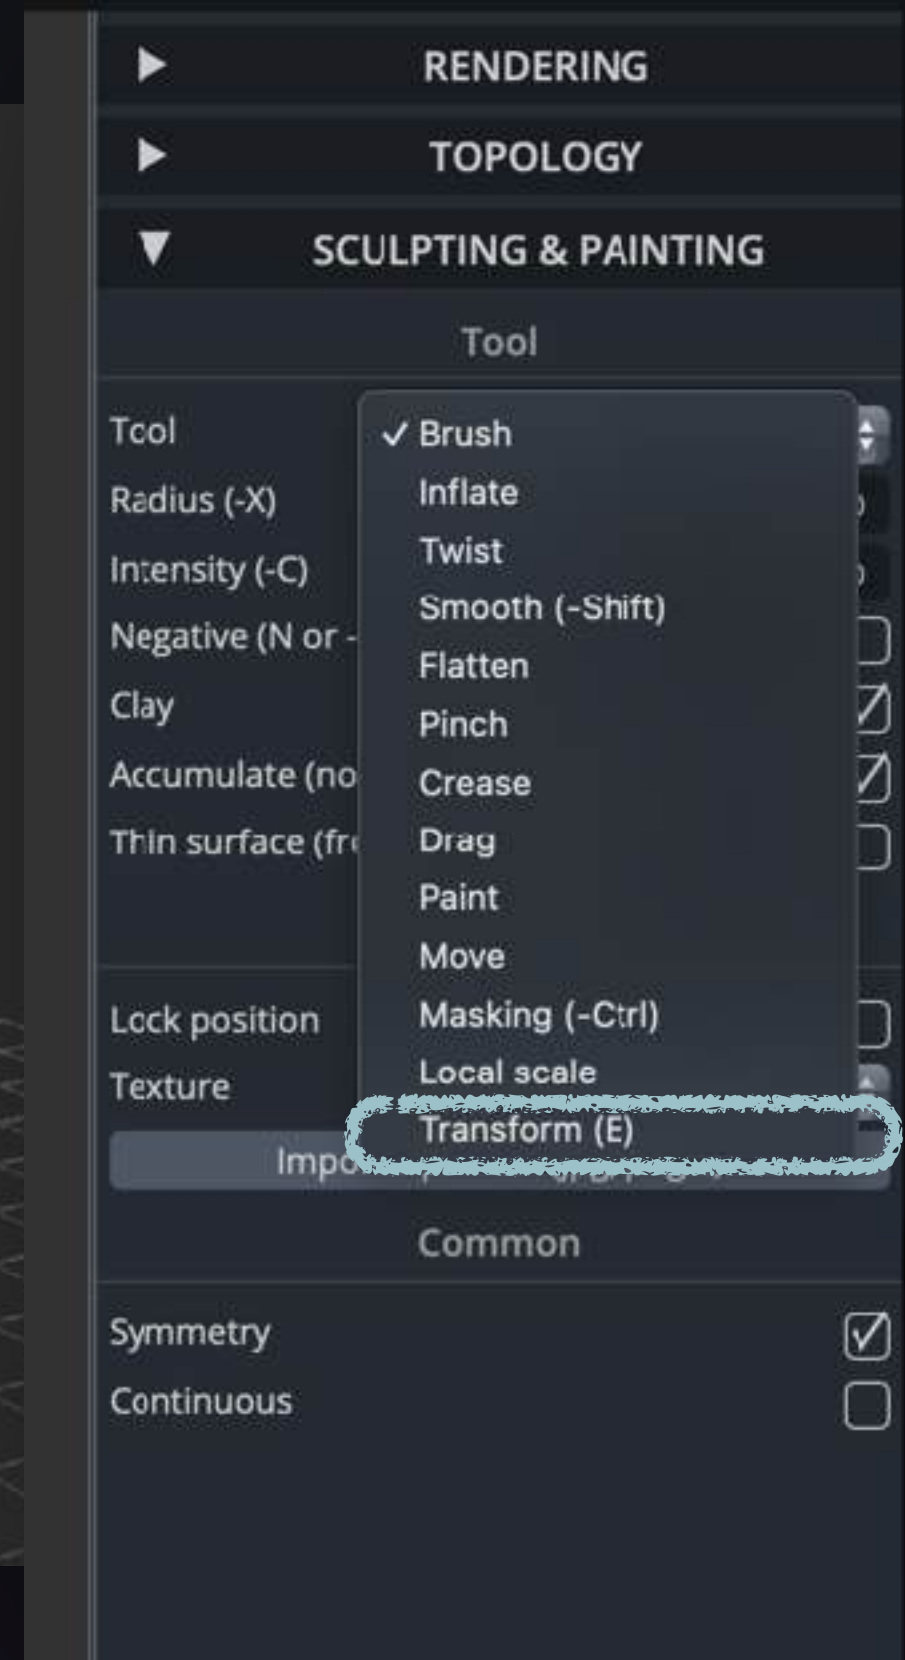 RENDERING
TOPOLOGY
SCULPTING & PAINTING
Tool
Tool
✓ Brush
Inflate
Twist
Smooth (-Shift)
Flatten
Pinch
Crease
Drag
Paint
Move
Masking (-Ctrl)
Local scale
Transform (E)
Radius (-X)
Intensity (-C)
Negative (N or -
Clay
Accumulate (no
Thin surface (fr
Lock position
Texture
Impo
Common
Symmetry
Continuous